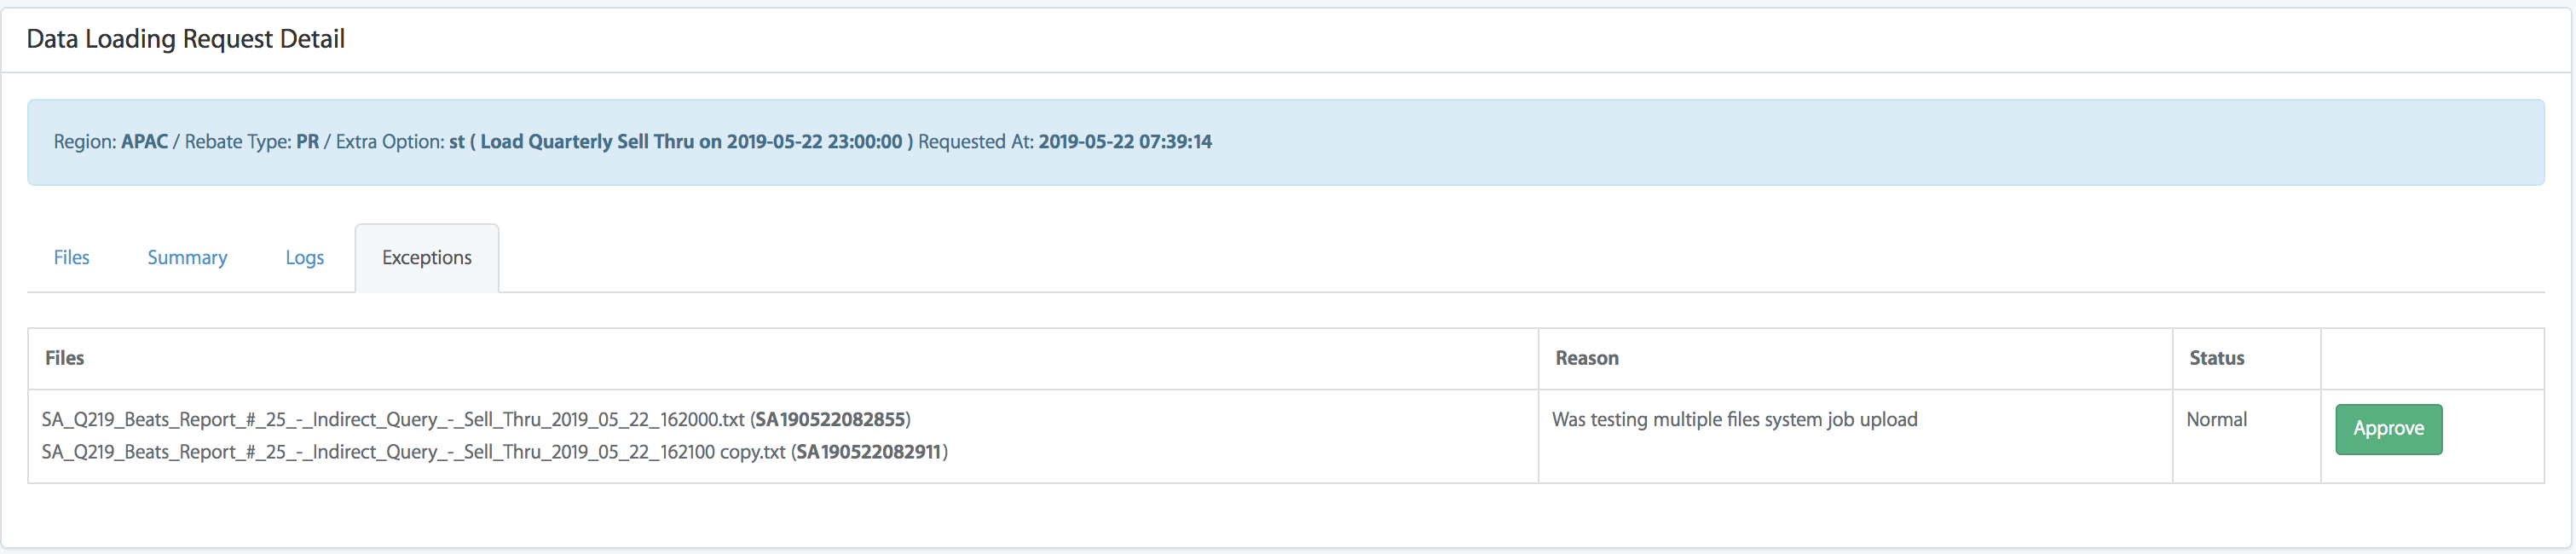 Data Loading Request Detail
Region: APAC / Rebate Type: PR / Extra Option: st ( Load Quarterly Sell Thru on 2019-05-22 23:00:00 ) Requested At: 2019-05-22 07:39:14
Files Summary Logs Exceptions
Files Reason Status
SA_Q219_Beats_Report_#_25_-_Indirect_Query_-_Sell_Thru_2019_05_22_162000.txt (SA190522082855) Was testing multiple files system job upload Normal Approve
SA_Q219_Beats_Report_#_25_-_Indirect_Query_-_Sell_Thru_2019_05_22_162100 copy.txt (SA190522082911)